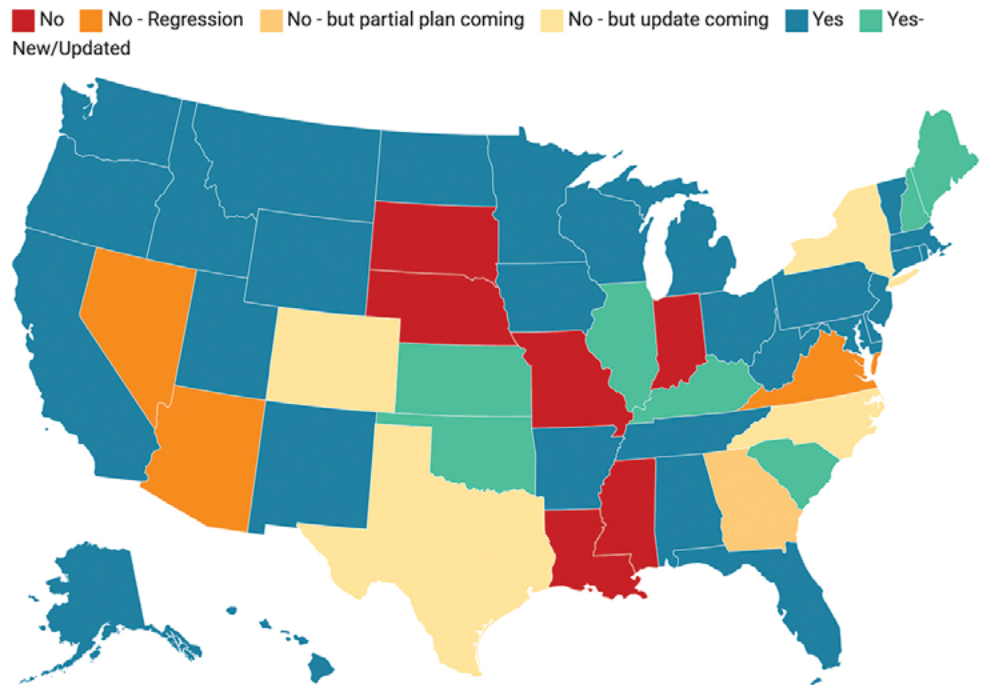 No No - Regression No - but partial plan coming No - but update coming Yes Yes-
New/Updated